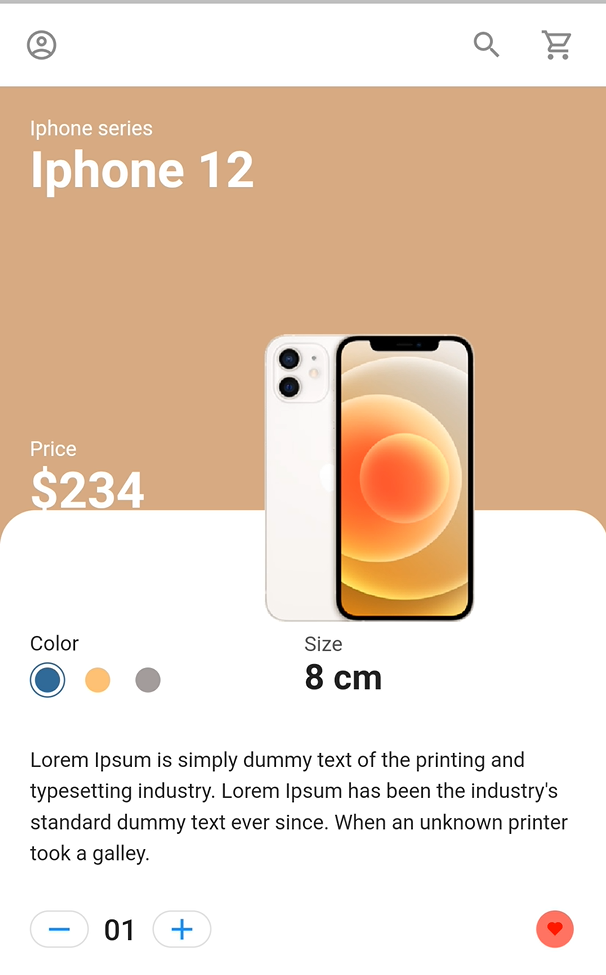 Iphone series
Iphone 12
Price
$234
Color
Size
8 cm
Lorem Ipsum is simply dummy text of the printing and
typesetting industry. Lorem Ipsum has been the industry's
standard dummy text ever since. When an unknown printer
took a galley.
01